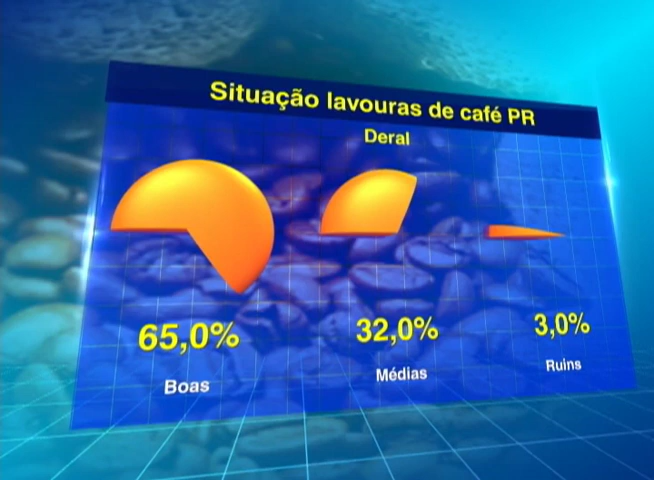 Situação lavouras de café PR
Deral
65,0% 32,0% 3,0%
Boas Médias Ruins